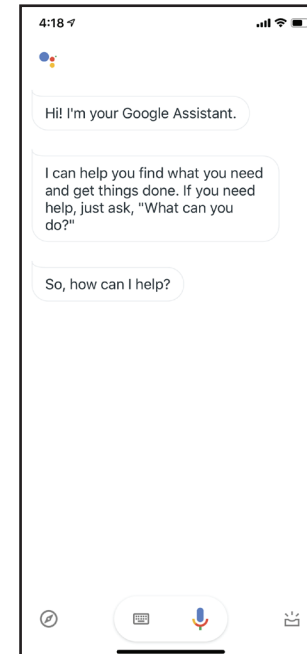 4:18
Hi! I'm your Google Assistant.
I can help you find what you need
and get things done. If you need
help, just ask, "What can you
do?"
So, how can I help?